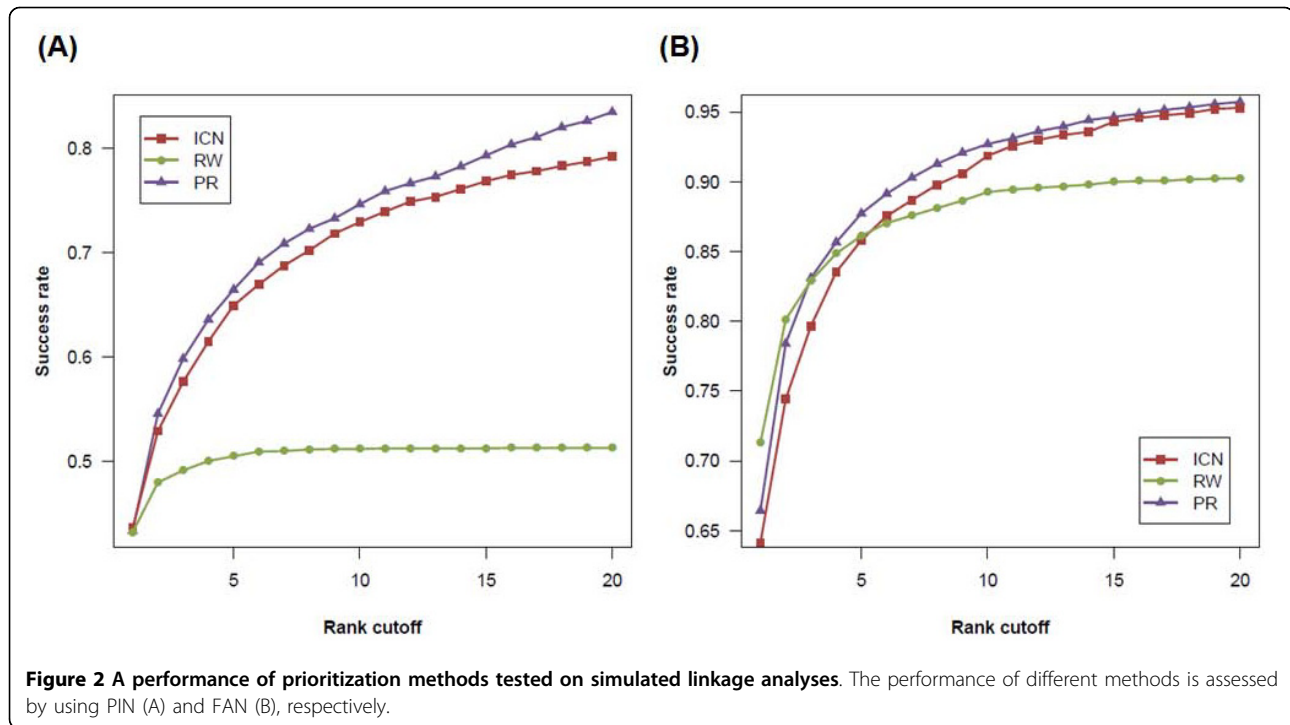 (A)
ICN
RW
PR
0.8
0.7
0.6
0.5
Success rate
5 10 15 20
Rank cutoff
(B)
0.95
0.90
0.85
0.80
0.75
0.70
0.65
Success rate
ICN
RW
PR
5 10 15 20
Rank cutoff
Figure 2 A performance of prioritization methods tested on simulated linkage analyses. The performance of different methods is assessed
by using PIN (A) and FAN (B), respectively.